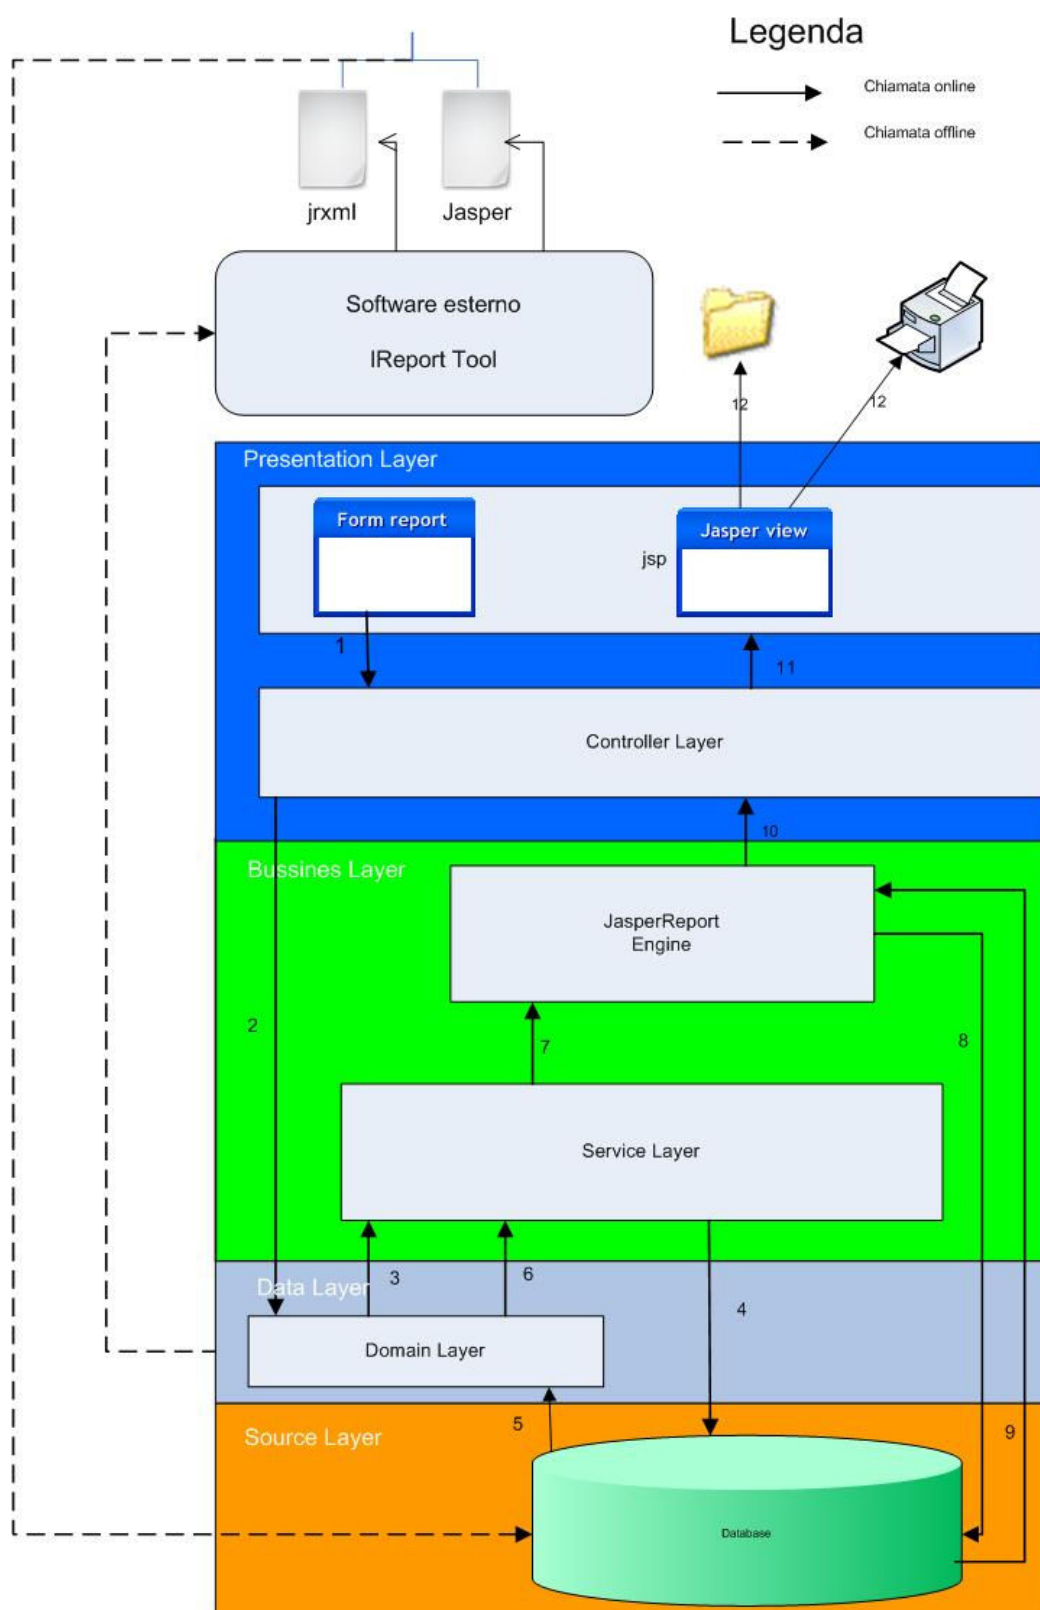 Legenda
Chiamata online
Chiamata offline
jrxml
Jasper
Software esterno
IReport Tool
12
12
Presentation Layer
Form report
Jasper view
jsp
1
11
Controller Layer
10
Bussines Layer
JasperReport
Engine
2
7
8
Service Layer
3
6
Data Layer
4
Domain Layer
5
9
Source Layer
Database